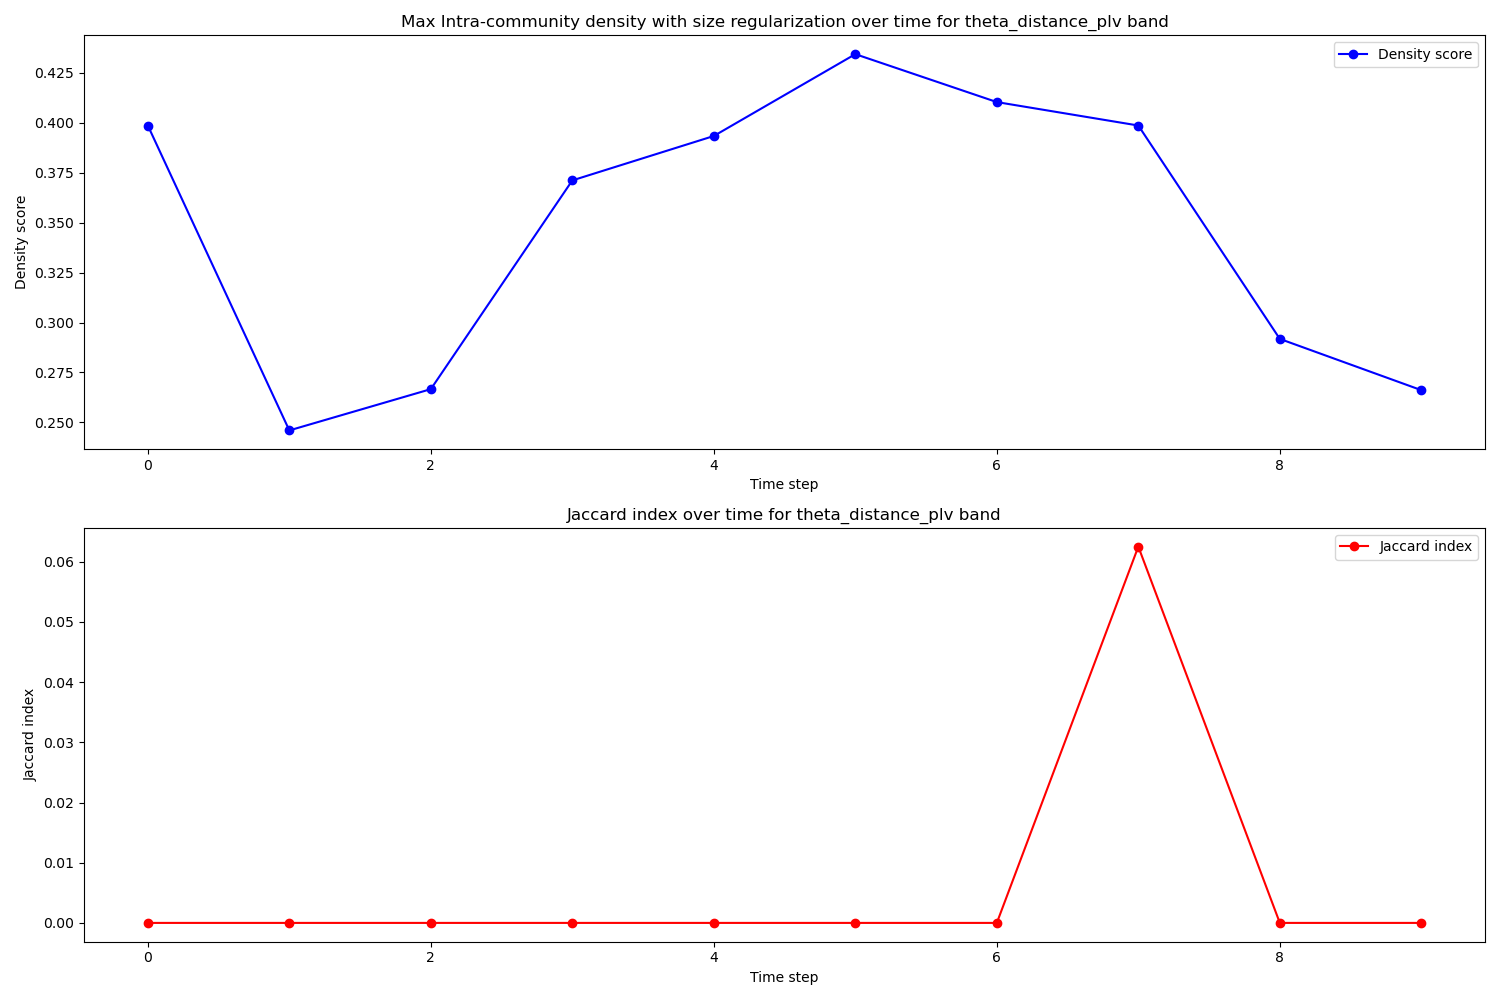 Max Intra-community density with size regularization over time for theta_distance_plv band
Density score
0.425
0.400
0.375
0.350
0.325
0.300
0.275
0.250
Density score
0 2 4 6 8
Time step
Jaccard index over time for theta_distance_plv band
Jaccard index
0.06
0.05
0.04
0.03
0.02
0.01
0.00
Jaccard index
0 2 4 6 8
Time step